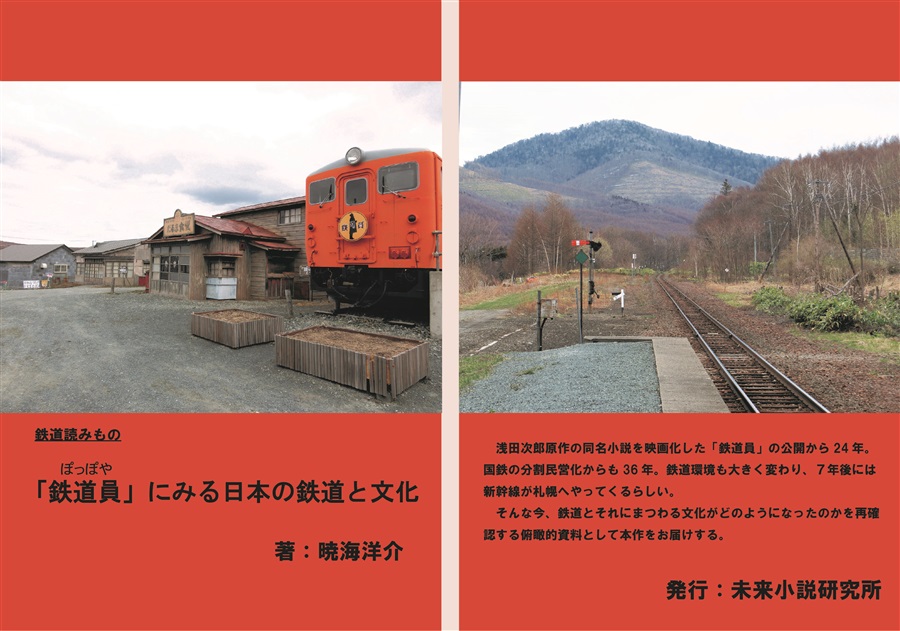 鉄道読みもの
ぽっぽや
「鉄道員」にみる日本の鉄道と文化
著：暁海洋介
浅田次郎原作の同名小説を映画化した「鉄道員」の公開から 24 年。
国鉄の分割民営化からも 36 年。鉄道環境も大きく変わり、７年後には
新幹線が札幌へやってくるらしい。
そんな今、鉄道とそれにまつわる文化がどのようになったのかを再確
認する俯瞰的資料として本作をお届けする。
発行：未来小説研究所